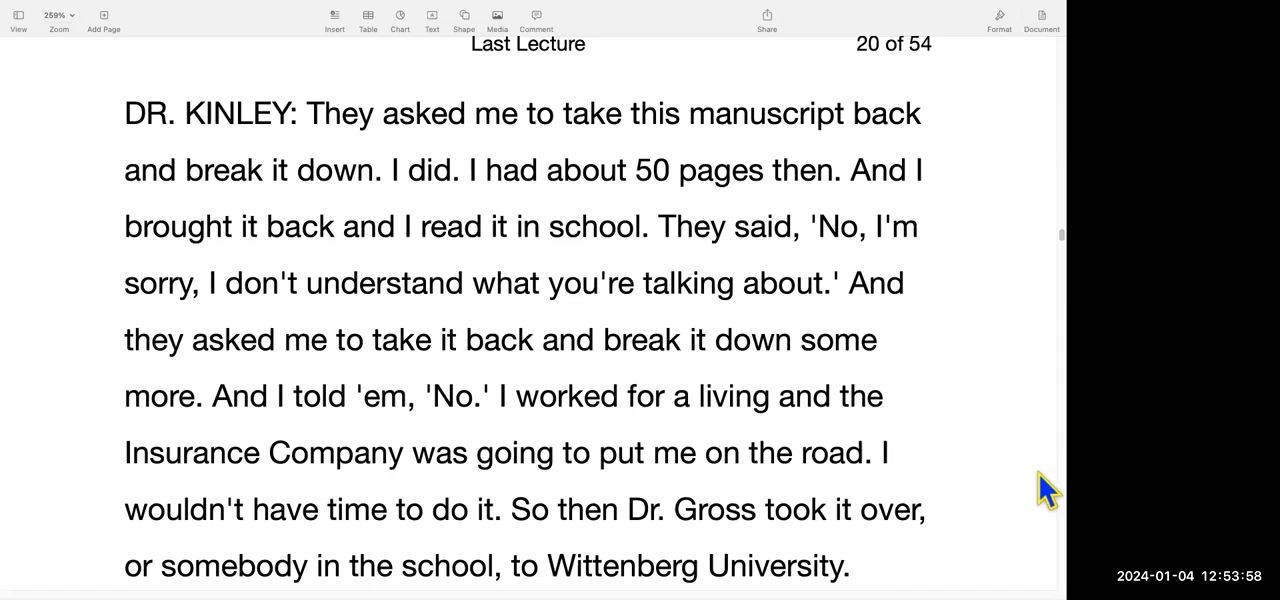 259%
View
Zoom
Add Page
Insert
Table
Chart
Text
Shape
Media
Comment
Share
Format
Document
Last Lecture
20 of 54
DR. KINLEY: They asked me to take this manuscript back
and break it down. I did. I had about 50 pages then. And I
brought it back and I read it in school. They said, 'No, I'm
sorry, I don't understand what you're talking about.' And
they asked me to take it back and break it down some
more. And I told 'em, 'No.' I worked for a living and the
Insurance Company was going to put me on the road. I
wouldn't have time to do it. So then Dr. Gross took it over,
or somebody in the school, to Wittenberg University.
2024-01-04 12:53:58